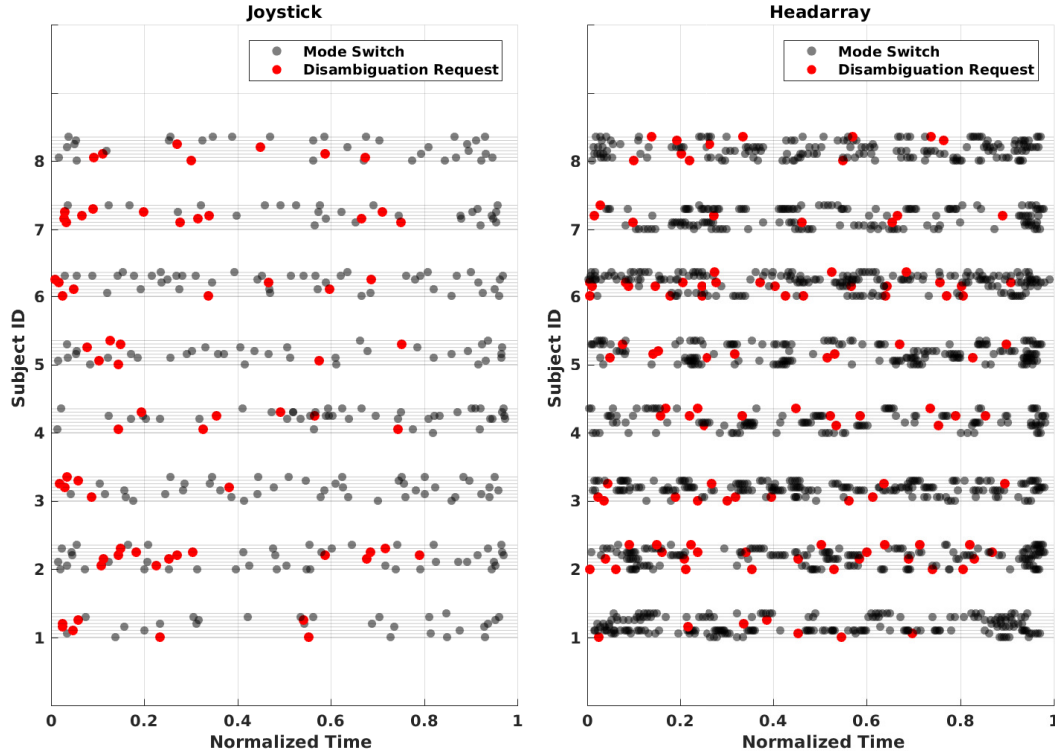 Joystick
Mode Switch
Disambiguation Request
8
7
6
5
4
3
2
1
Subject ID
0 0.2 0.4 0.6 0.8 1
Normalized Time
Headarray
Mode Switch
Disambiguation Request
8
7
6
5
4
3
2
1
Subject ID
0 0.2 0.4 0.6 0.8 1
Normalized Time